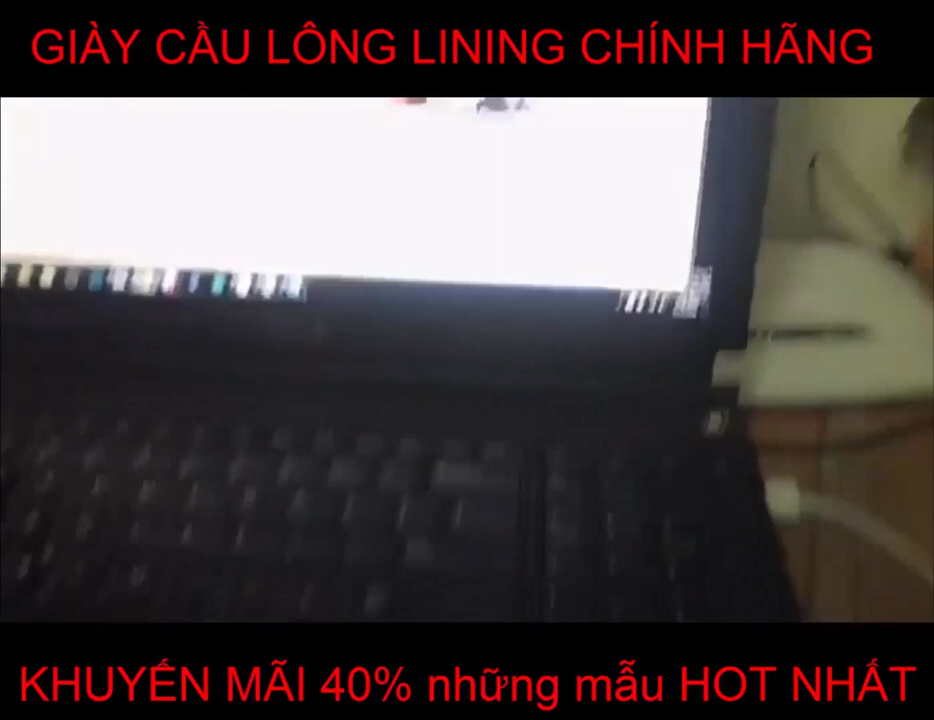 GIÀY CẦU LÔNG LINING CHÍNH HÃNG
KHUYẾN MÃI 40% những mẫu HOT NHẤT